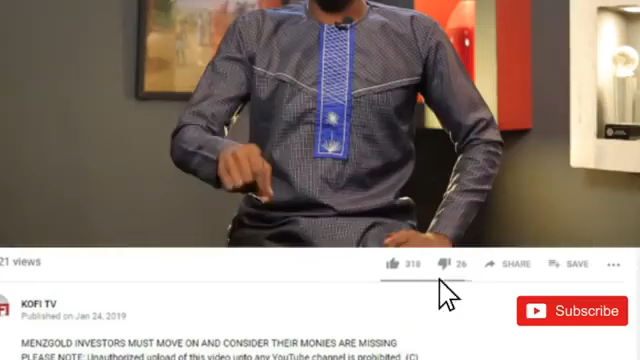 21 views
318
26
SHARE
SAVE
KOFI TV
Published on Jan 24, 2019
Subscribe
MENZGOLD INVESTORS MUST MOVE ON AND CONSIDER THEIR MONIES ARE MISSING
PLEASE NOTE: Unauthorized upload of this video unto any YouTube channel is prohibited. (C)